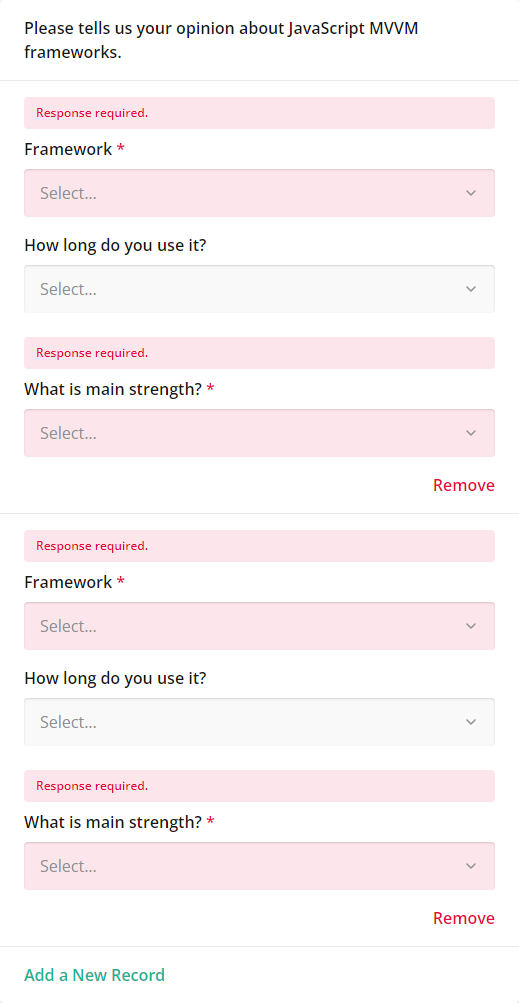 Please tells us your opinion about JavaScript MVVM
frameworks.
Response required.
Framework *
Select...
How long do you use it?
Select...
Response required.
What is main strength? *
Select...
Remove
Response required.
Framework *
Select...
How long do you use it?
Select...
Response required.
What is main strength? *
Select...
Remove
Add a New Record